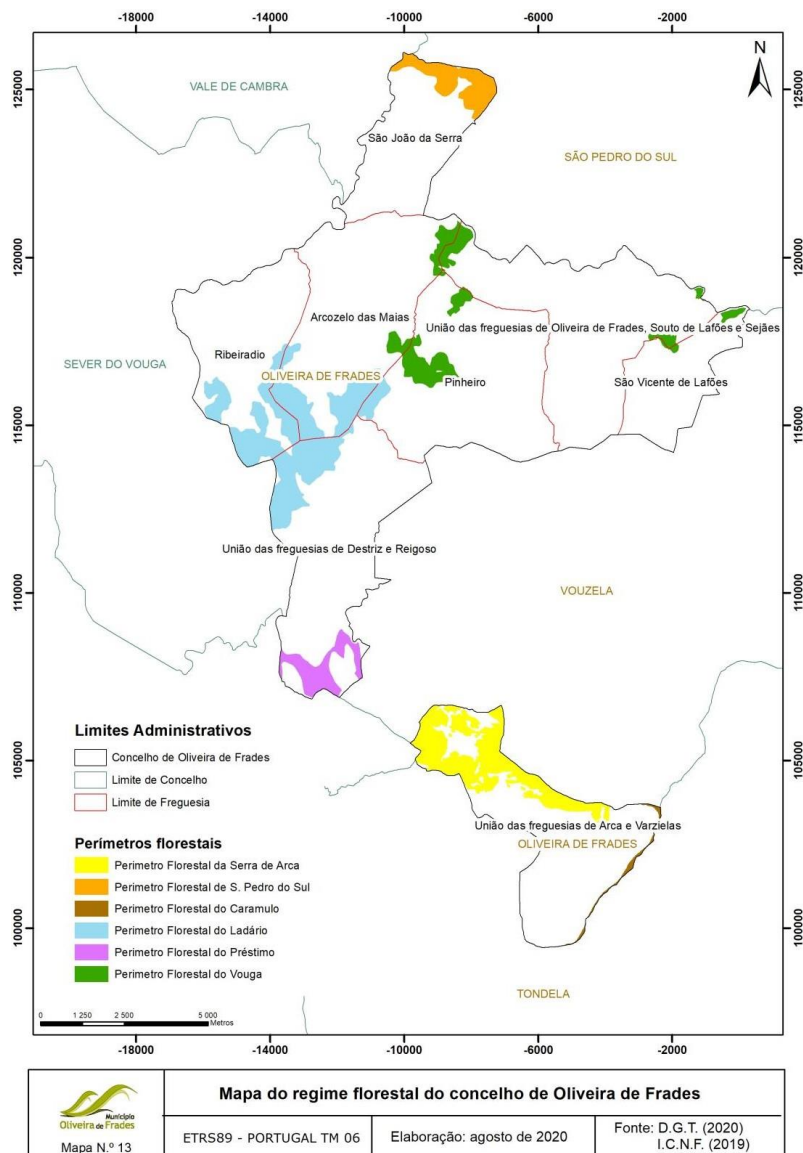 -18000
-14000
-10000
-6000
-2000
125000
125000
VALE DE CAMBRA
N
São João da Serra
SÃO PEDRO DO SUL
120000
120000
Arcozelo das Maias
União das freguesias de Oliveira de Frades, Souto de Lafões e Sejães
Ribeiradio
SEVER DO VOUGA
OLIVEIRA DE FRADES
Pinheiro
São Vicente de Lafões
115000
115000
União das freguesias de Destriz e Reigoso
110000
110000
VOUZELA
Limites Administrativos
Concelho de Oliveira de Frades
Limite de Concelho
Limite de Freguesia
105000
105000
União das freguesias de Arca e Varzielas
OLIVEIRA DE FRADES
Perímetros florestais
Perimetro Florestal da Serra de Arca
Perimetro Florestal de S. Pedro do Sul
Perimetro Florestal do Caramulo
Perimetro Florestal do Ladário
Perimetro Florestal do Préstimo
Perimetro Florestal do Vouga
100000
100000
TONDELA
0 1 250 2 500 5 000
Metros
-18000
-14000
-10000
-6000
-2000
Município
Oliveira de Frades
Mapa N.º 13
Mapa do regime florestal do concelho de Oliveira de Frades
ETRS89 - PORTUGAL TM 06
Elaboração: agosto de 2020
Fonte: D.G.T. (2020)
I.C.N.F. (2019)